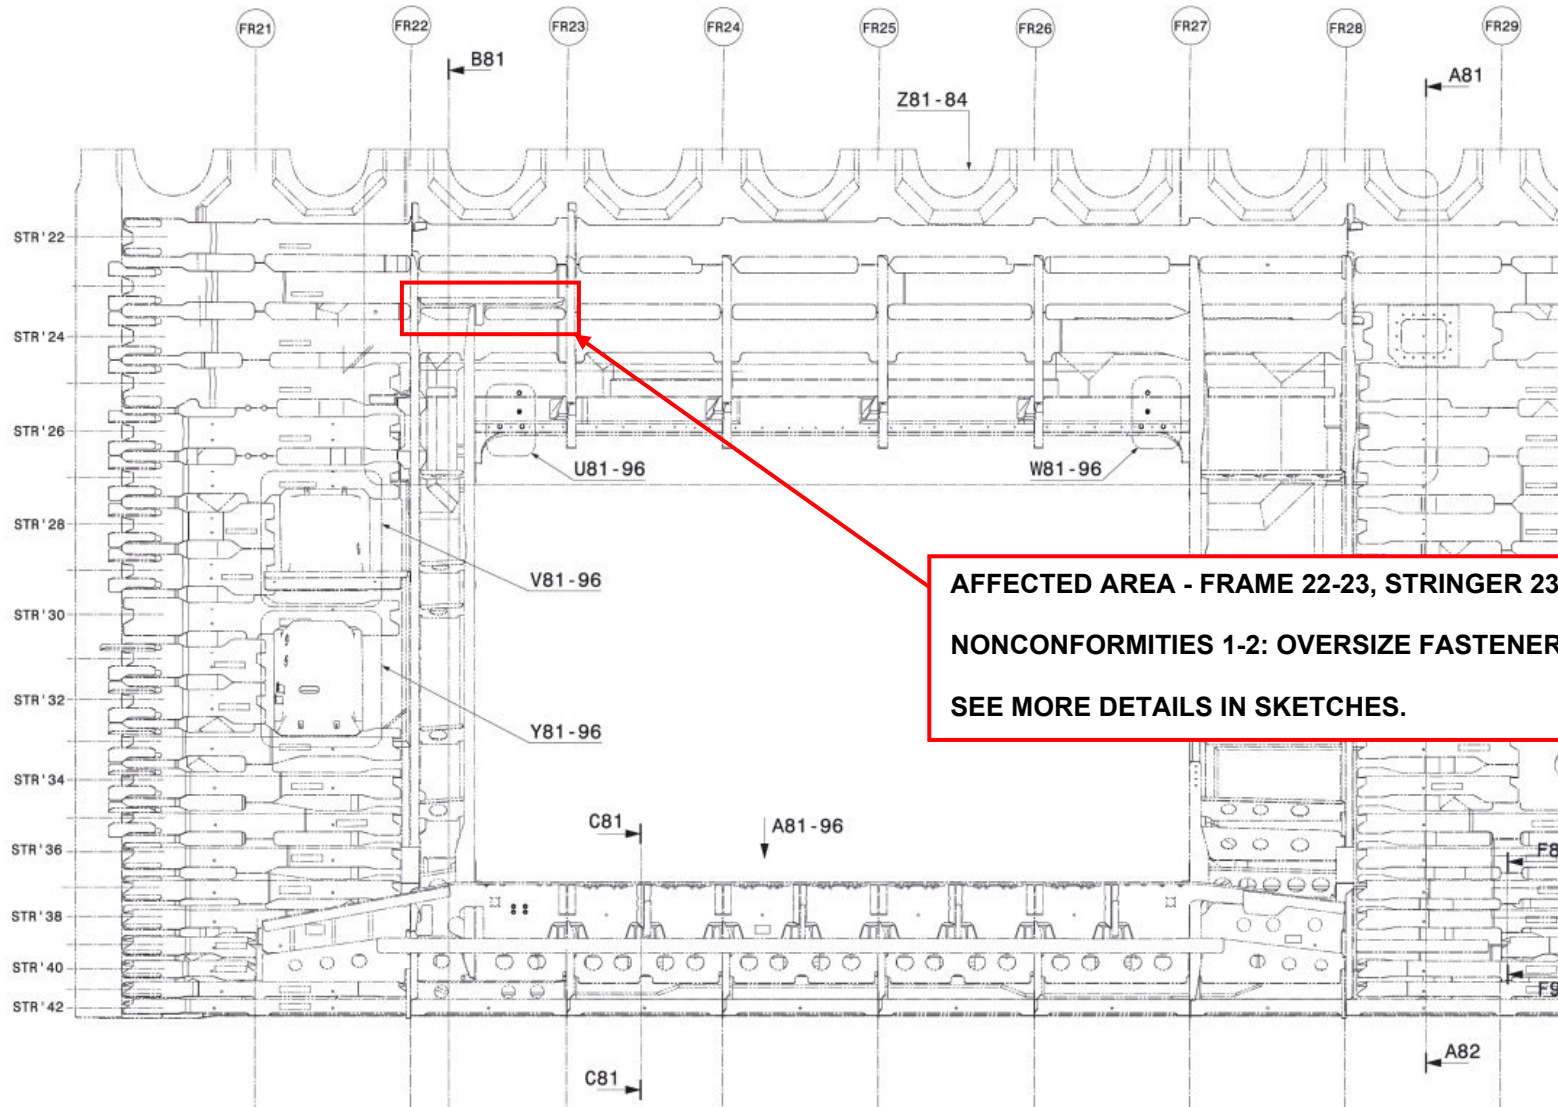 FR21 FR22 FR23 FR24 FR25 FR26 FR27 FR28 FR29
B81
A81
Z81-84
STR'22
STR'24
STR'26
U81-96
W81-96
STR'28
V81-96
AFFECTED AREA - FRAME 22-23, STRINGER 23
STR'30
NONCONFORMITIES 1-2: OVERSIZE FASTENER
STR'32
SEE MORE DETAILS IN SKETCHES.
Y81-96
STR'34
C81
A81-96
STR'36
F8
STR'38
STR'40
F9
STR'42
A82
C81